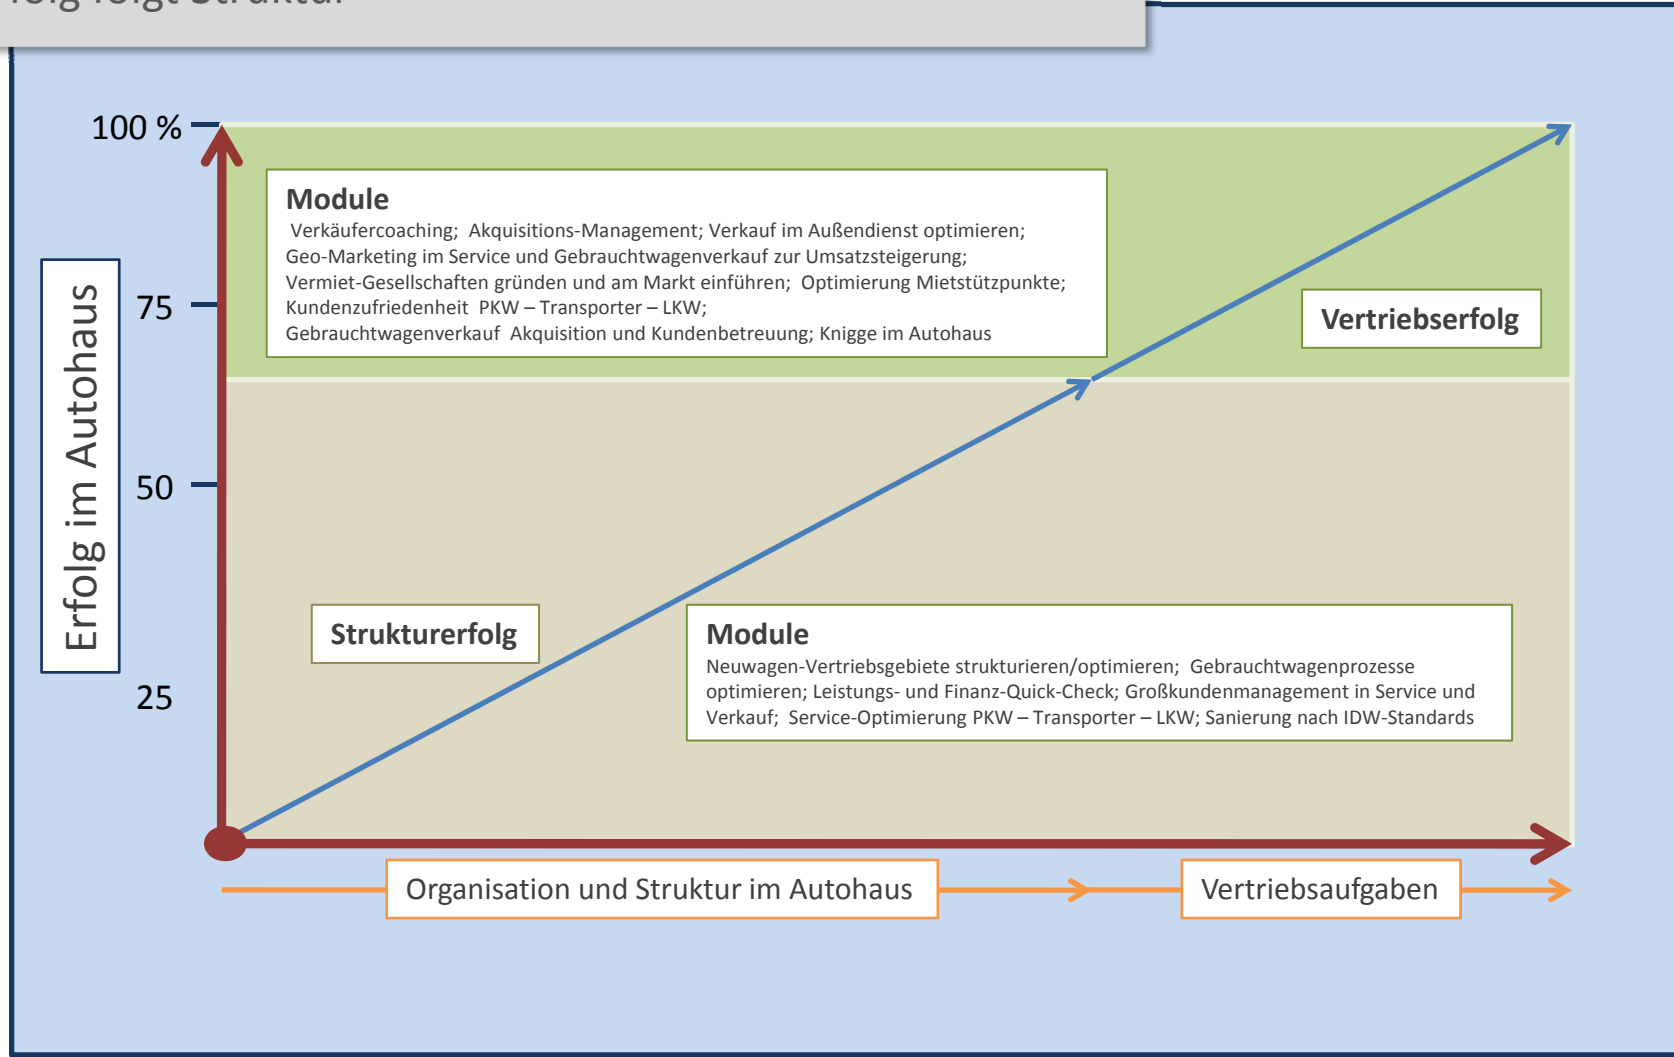 folgt Struktur
100 %
75
50
25
Erfolg im Autohaus
Module
Verkäufercoaching; Akquisitions-Management; Verkauf im Außendienst optimieren;
Geo-Marketing im Service und Gebrauchtwagenverkauf zur Umsatzsteigerung;
Vermiet-Gesellschaften gründen und am Markt einführen; Optimierung Mietstützpunkte;
Kundenzufriedenheit PKW – Transporter – LKW;
Gebrauchtwagenverkauf Akquisition und Kundenbetreuung; Knigge im Autohaus
Vertriebserfolg
Strukturerfolg
Module
Neuwagen-Vertriebsgebiete strukturieren/optimieren; Gebrauchtwagenprozesse
optimieren; Leistungs- und Finanz-Quick-Check; Großkundenmanagement in Service und
Verkauf; Service-Optimierung PKW – Transporter – LKW; Sanierung nach IDW-Standards
Organisation und Struktur im Autohaus
Vertriebsaufgaben